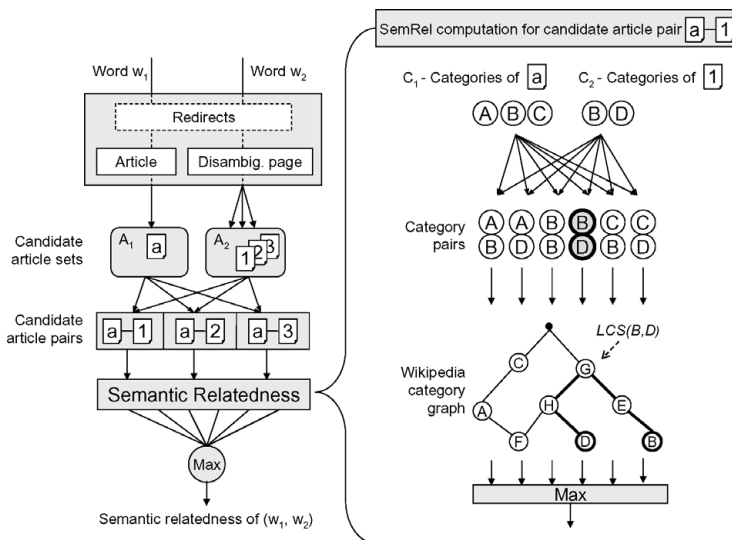 SemRel computation for candidate article pair a 1
Word w1 Word w2
Redirects
Article Disambig. page
Candidate article sets
A1 a A2 1 2 3
Candidate article pairs
a 1 a 2 a 3
Semantic Relatedness
Max
Semantic relatedness of (w1, w2)
C1 - Categories of a C2 - Categories of 1
A B C B D
Category pairs
A A B B C C
B D B D B D
LCS(B,D)
Wikipedia category graph
C G
A H E
F D B
Max